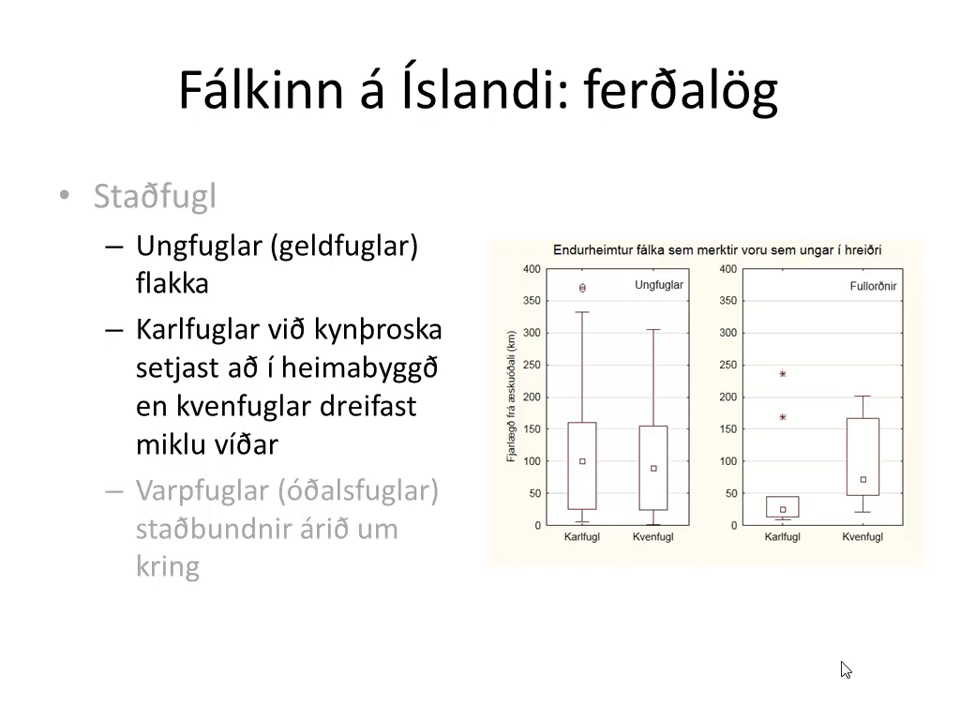 Fálkinn á Íslandi: ferðalög
• Staðfugl
– Ungfuglar (geldfuglar)
flakka
– Karlfuglar við kynþroska
setjast að í heimabyggð
en kvenfuglar dreifast
miklu víðar
– Varpfuglar (óðalsfuglar)
staðbundnir árið um
kring
Endurheimtur fálka sem merktir voru sem ungar í hreiðri
Fjarlægð frá æskuóðali (km)
400
350
300
250
200
150
100
50
0
Ungfuglar
Karlfugl Kvenfugl
400
350
300
250
200
150
100
50
0
Fullorðnir
Karlfugl Kvenfugl